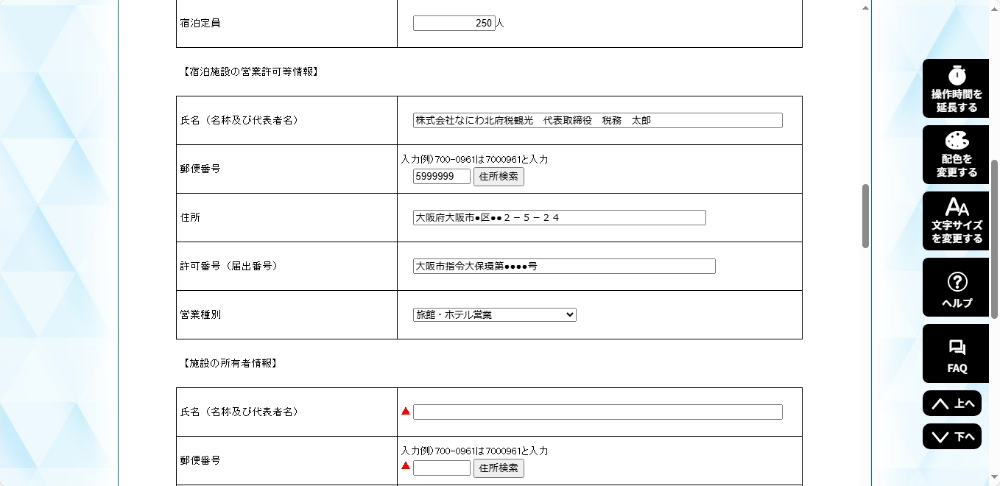 宿泊定員
250人
【宿泊施設の営業許可等情報】
氏名（名称及び代表者名）
株式会社なにわ北府税観光　代表取締役　税務　太郎
郵便番号
入力例)700-0961は7000961と入力
5999999 住所検索
住所
大阪府大阪市●区●●２－５－２４
許可番号（届出番号）
大阪市指令大保環第●●●●号
営業種別
旅館・ホテル営業
【施設の所有者情報】
氏名（名称及び代表者名）
▲
郵便番号
入力例)700-0961は7000961と入力
▲ 住所検索
操作時間を
延長する
配色を
変更する
AA
文字サイズ
を変更する
?
ヘルプ
FAQ
上へ
下へ